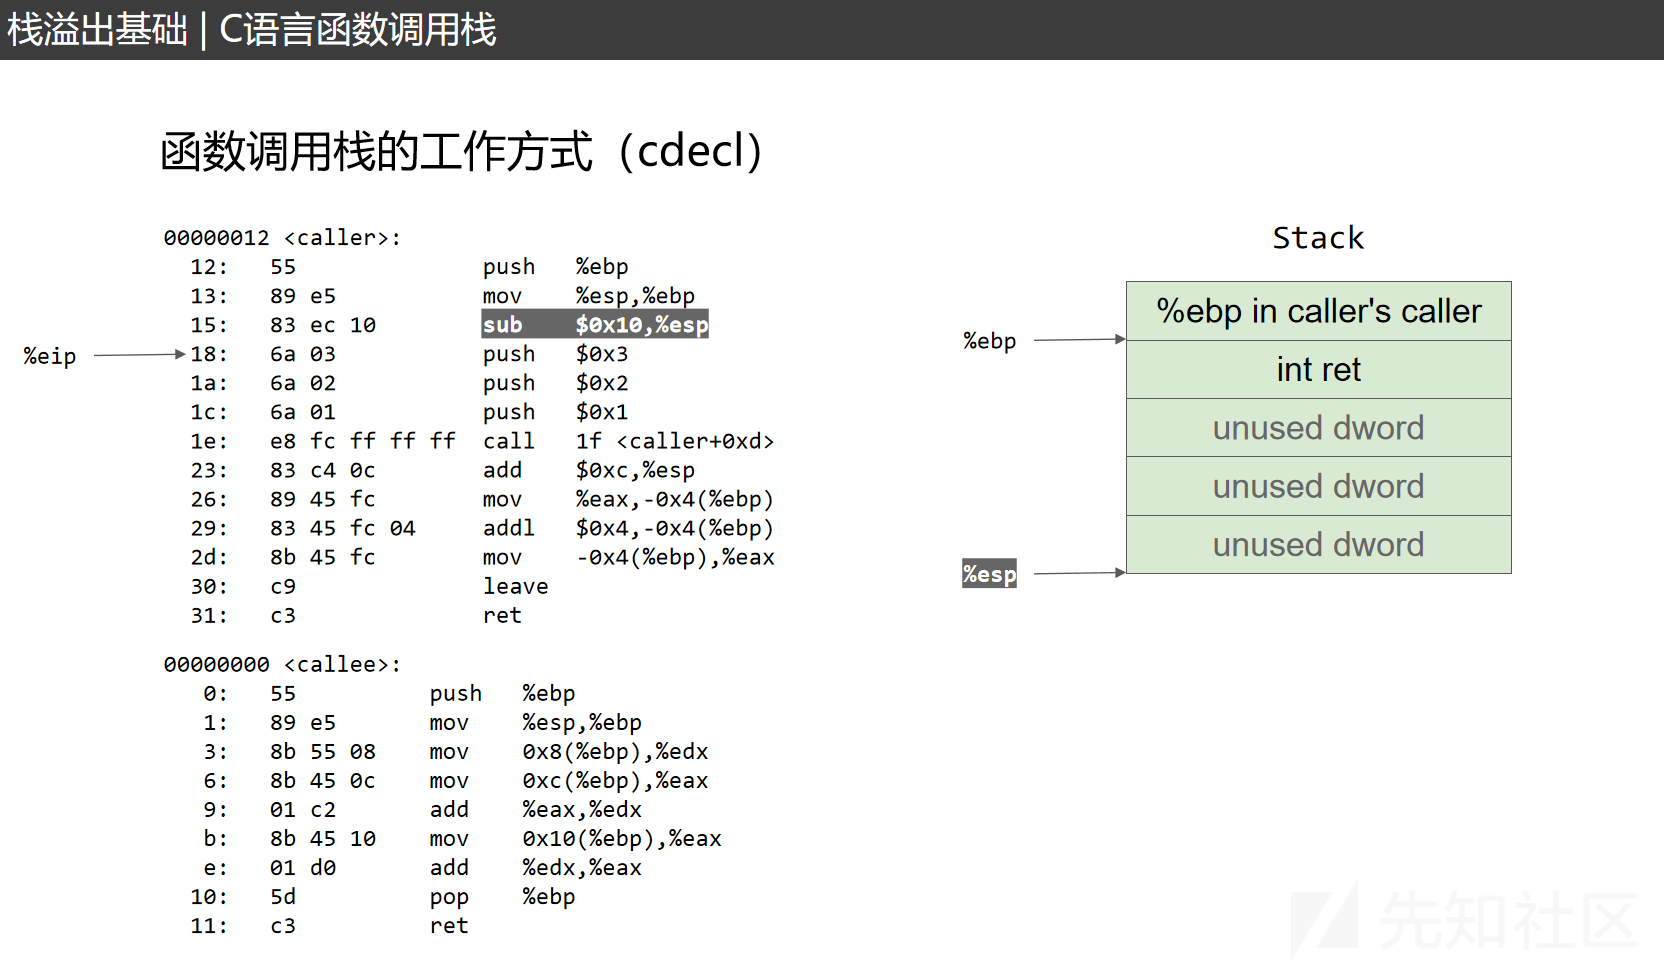 栈溢出基础 | C语言函数调用栈
函数调用栈的工作方式（cdecl）
00000012 <caller>:
12: 55 push %ebp
13: 89 e5 mov %esp,%ebp
15: 83 ec 10 sub $0x10,%esp
%eip
18: 6a 03 push $0x3
1a: 6a 02 push $0x2
1c: 6a 01 push $0x1
1e: e8 fc ff ff ff call 1f <caller+0xd>
23: 83 c4 0c add $0xc,%esp
26: 89 45 fc mov %eax,-0x4(%ebp)
29: 83 45 fc 04 addl $0x4,-0x4(%ebp)
2d: 8b 45 fc mov -0x4(%ebp),%eax
30: c9 leave
31: c3 ret
00000000 <callee>:
0: 55 push %ebp
1: 89 e5 mov %esp,%ebp
3: 8b 55 08 mov 0x8(%ebp),%edx
6: 8b 45 0c mov 0xc(%ebp),%eax
9: 01 c2 add %eax,%edx
b: 8b 45 10 mov 0x10(%ebp),%eax
e: 01 d0 add %edx,%eax
10: 5d pop %ebp
11: c3 ret
Stack
%ebp in caller's caller
%ebp
int ret
unused dword
unused dword
unused dword
%esp
先知社区